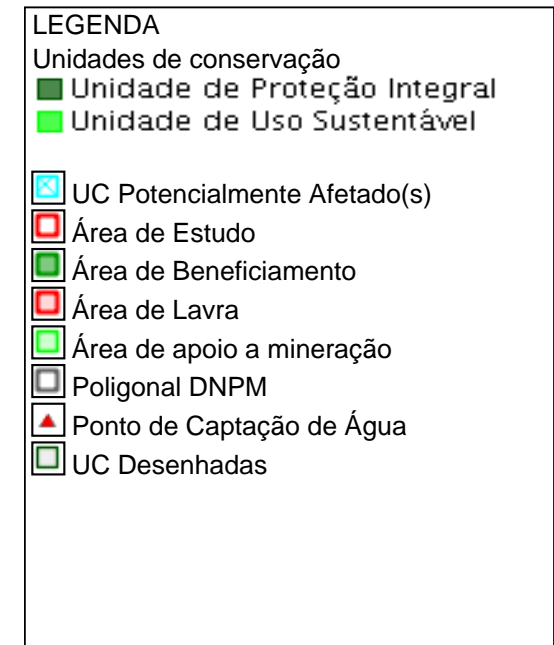 LEGENDA
Unidades de conservação
Unidade de Proteção Integral
Unidade de Uso Sustentável
UC Potencialmente Afetado(s)
Área de Estudo
Área de Beneficiamento
Área de Lavra
Área de apoio a mineração
Poligonal DNPM
Ponto de Captação de Água
UC Desenhadas